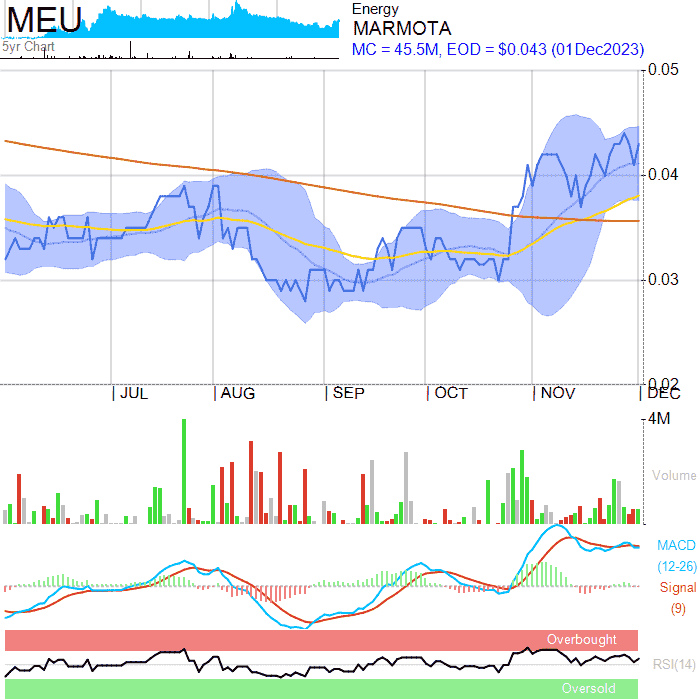 MEU
5yr Chart
Energy
MARMOTA
MC = 45.5M, EOD = $0.043 (01Dec2023)
0.05
0.04
0.03
0.02
JUL
AUG
SEP
OCT
NOV
DEC
4M
Volume
MACD
(12-26)
Signal
(9)
Overbought
RSI(14)
Oversold